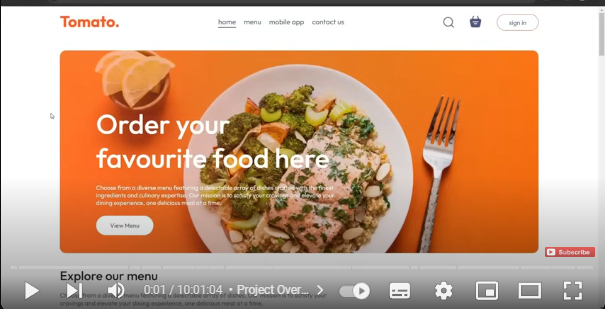 Tomato.
home menu mobile app contact us
sign in
Order your
favourite food here
Choose from a diverse menu featuring a delectable array of dishes crafted with the finest
ingredients and culinary expertise. Our mission is to satisfy your cravings and elevate your
dining experience, one delicious meal at a time.
View Menu
Subscribe
Explore our menu
Choose from a diverse menu featuring a delectable array of dishes. Our mission is to satisfy your
cravings and elevate your dining experience, one delicious meal at a time.
0:01 / 10:01:04 • Project Over...